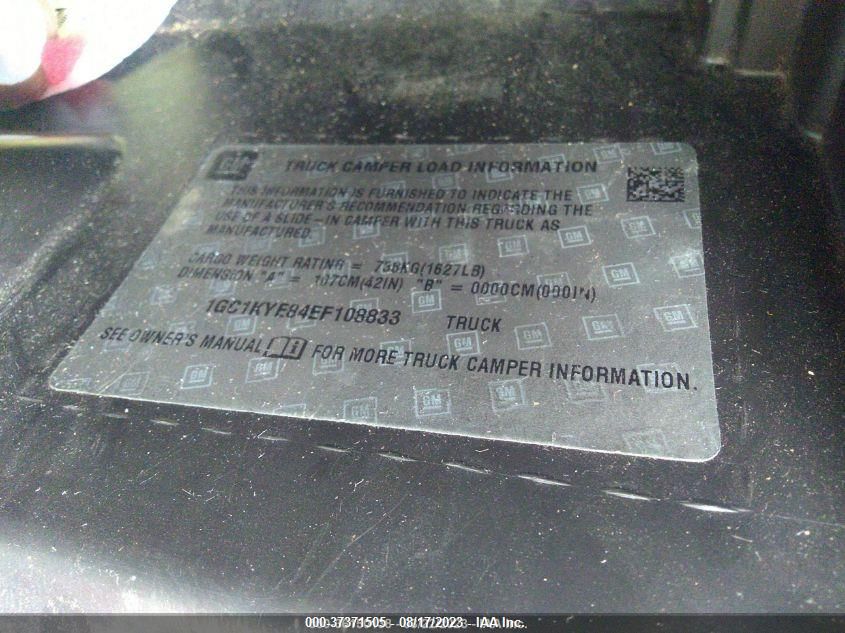 GM TRUCK CAMPER LOAD INFORMATION
THIS INFORMATION IS FURNISHED TO INDICATE THE
MANUFACTURER'S RECOMMENDATION REGARDING THE
USE OF A SLIDE-IN CAMPER WITH THIS TRUCK AS
MANUFACTURED.
CARGO WEIGHT RATING = 738KG(1627LB)
DIMENSION "A" = 107CM(42IN) "B" = 0000CM(000IN)
1GC1KYE84EF108833 TRUCK
SEE OWNER'S MANUAL FOR MORE TRUCK CAMPER INFORMATION.
000-37371505 - 08/17/2023 - IAA Inc.